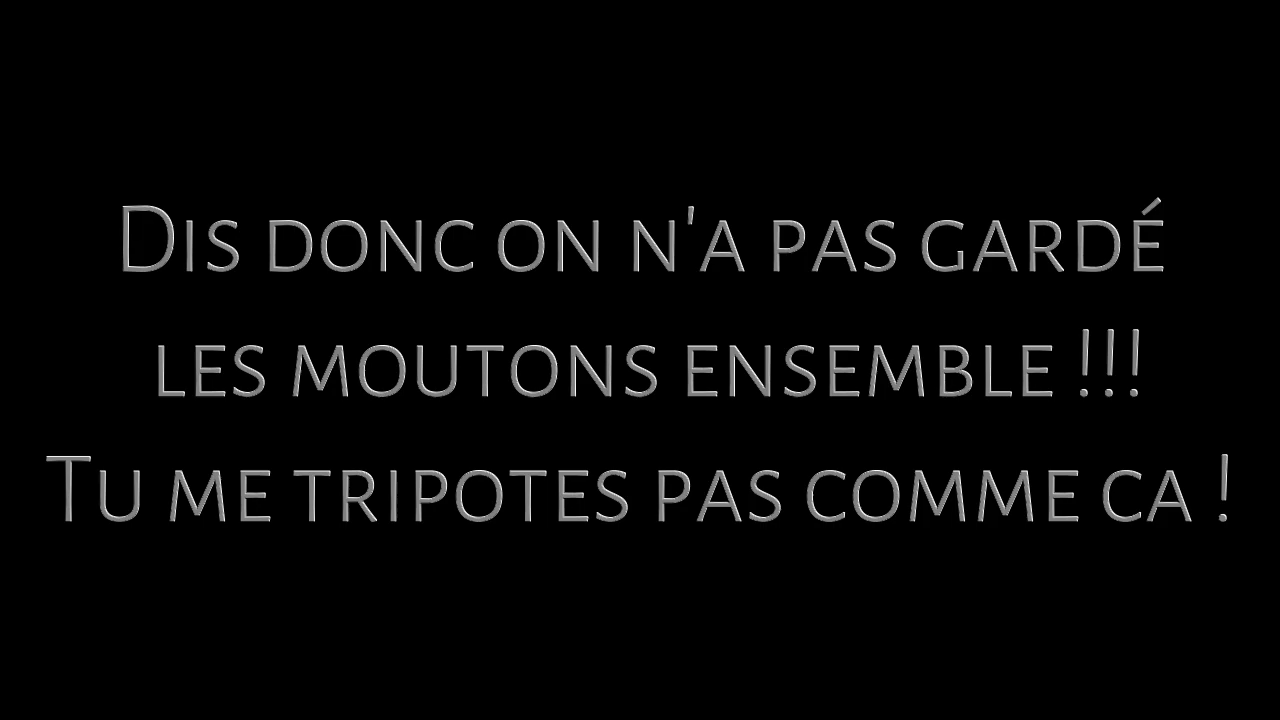 Dis donc on n'a pas gardé
les moutons ensemble !!!
Tu me tripotes pas comme ca !